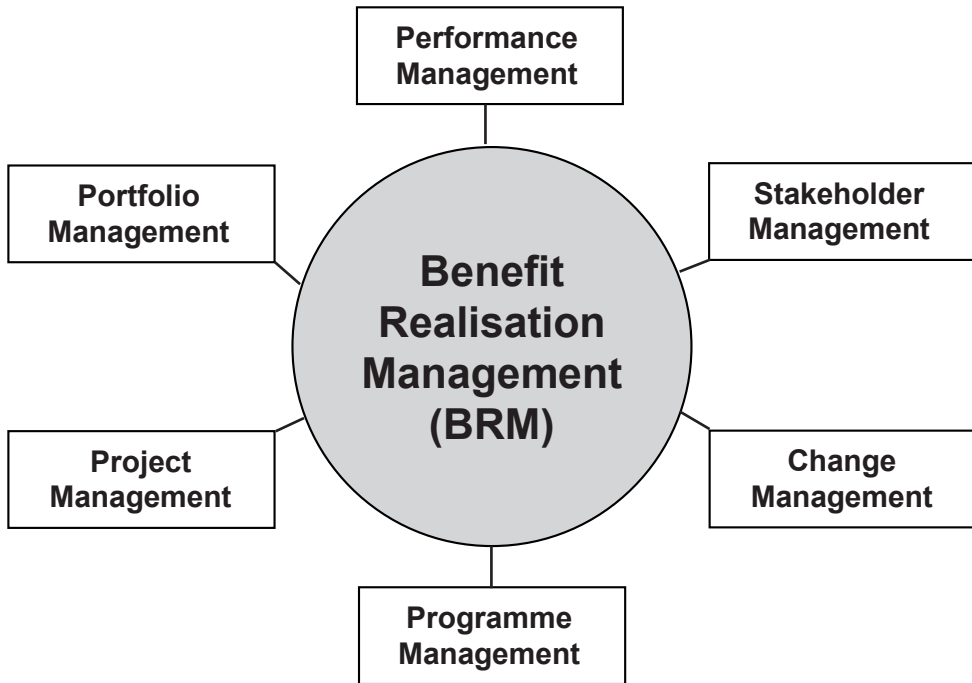 Performance
Management
Portfolio
Management
Stakeholder
Management
Benefit
Realisation
Management
(BRM)
Project
Management
Change
Management
Programme
Management